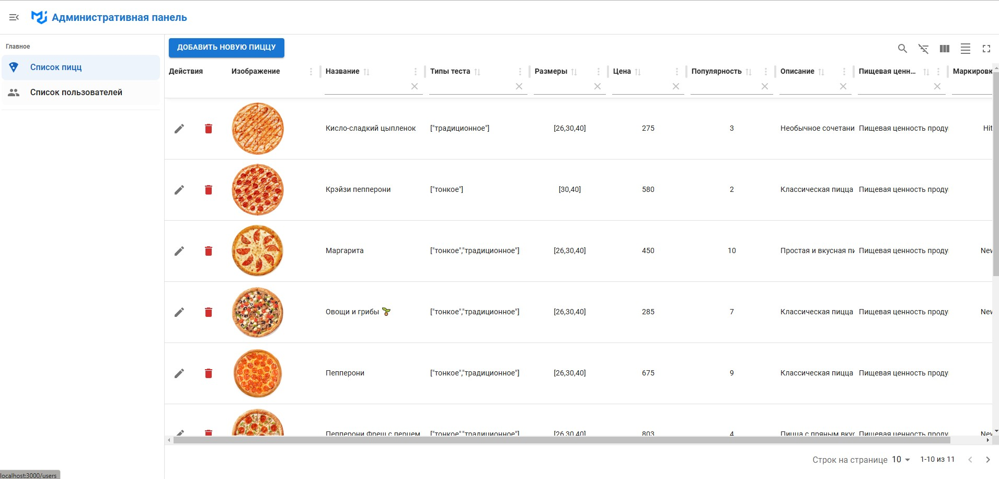 Административная панель
Главное
Список пицц
Список пользователей
ДОБАВИТЬ НОВУЮ ПИЦЦУ
Действия Изображение Название Типы теста Размеры Цена Популярность Описание Пищевая ценн... Маркировк
Кисло-сладкий цыпленок ["традиционное"] [26,30,40] 275 3 Необычное сочетани Пищевая ценность проду Hit
Крэйзи пепперони ["тонкое"] [30,40] 580 2 Классическая пицца Пищевая ценность проду
Маргарита ["тонкое","традиционное"] [26,30,40] 450 10 Простая и вкусная пи Пищевая ценность проду New
Овощи и грибы 🌱 ["тонкое","традиционное"] [26,30,40] 285 7 Классическая пицца Пищевая ценность проду New
Пепперони ["тонкое","традиционное"] [26,30,40] 675 9 Классическая пицца Пищевая ценность проду
Пепперони Фреш с перцем ["тонкое","традиционное"] [26,30,40] 803 4 Пицца с пряным вкус Пищевая ценность проду New
Строк на странице 10 1-10 из 11
localhost:3000/users